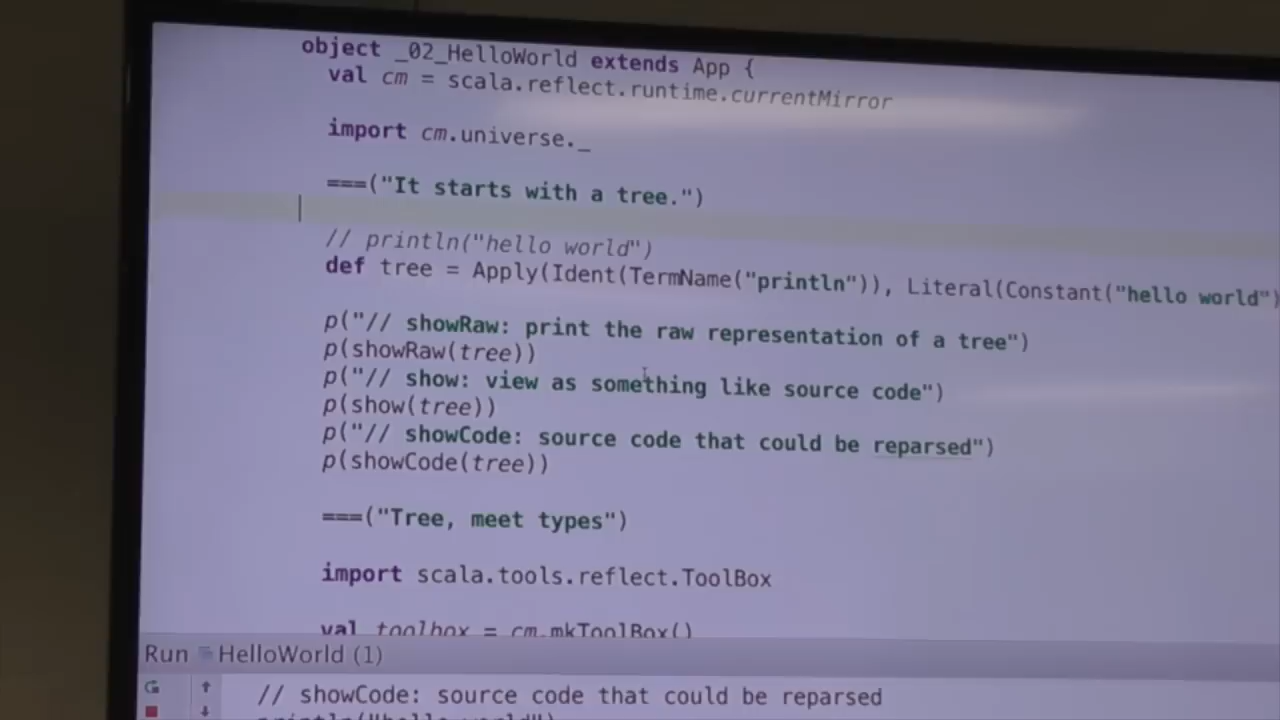 object _02_HelloWorld extends App {
val cm = scala.reflect.runtime.currentMirror
import cm.universe._
===("It starts with a tree.")
// println("hello world")
def tree = Apply(Ident(TermName("println")), Literal(Constant("hello world")
p("// showRaw: print the raw representation of a tree")
p(showRaw(tree))
p("// show: view as something like source code")
p(show(tree))
p("// showCode: source code that could be reparsed")
p(showCode(tree))
===("Tree, meet types")
import scala.tools.reflect.ToolBox
val toolbox = cm.mkToolBox()
Run HelloWorld (1)
// showCode: source code that could be reparsed
println("hello world")